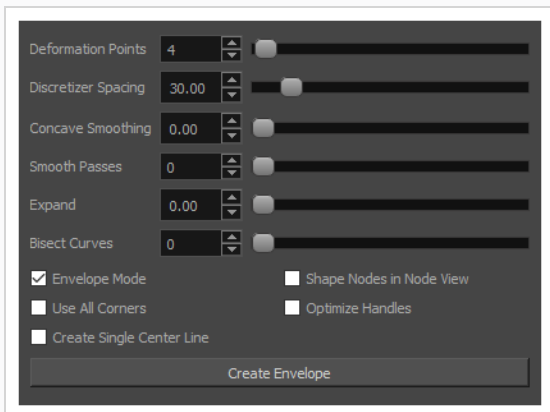 Deformation Points 4
Discretizer Spacing 30.00
Concave Smoothing 0.00
Smooth Passes 0
Expand 0.00
Bisect Curves 0
Envelope Mode Shape Nodes in Node View
Use All Corners Optimize Handles
Create Single Center Line
Create Envelope